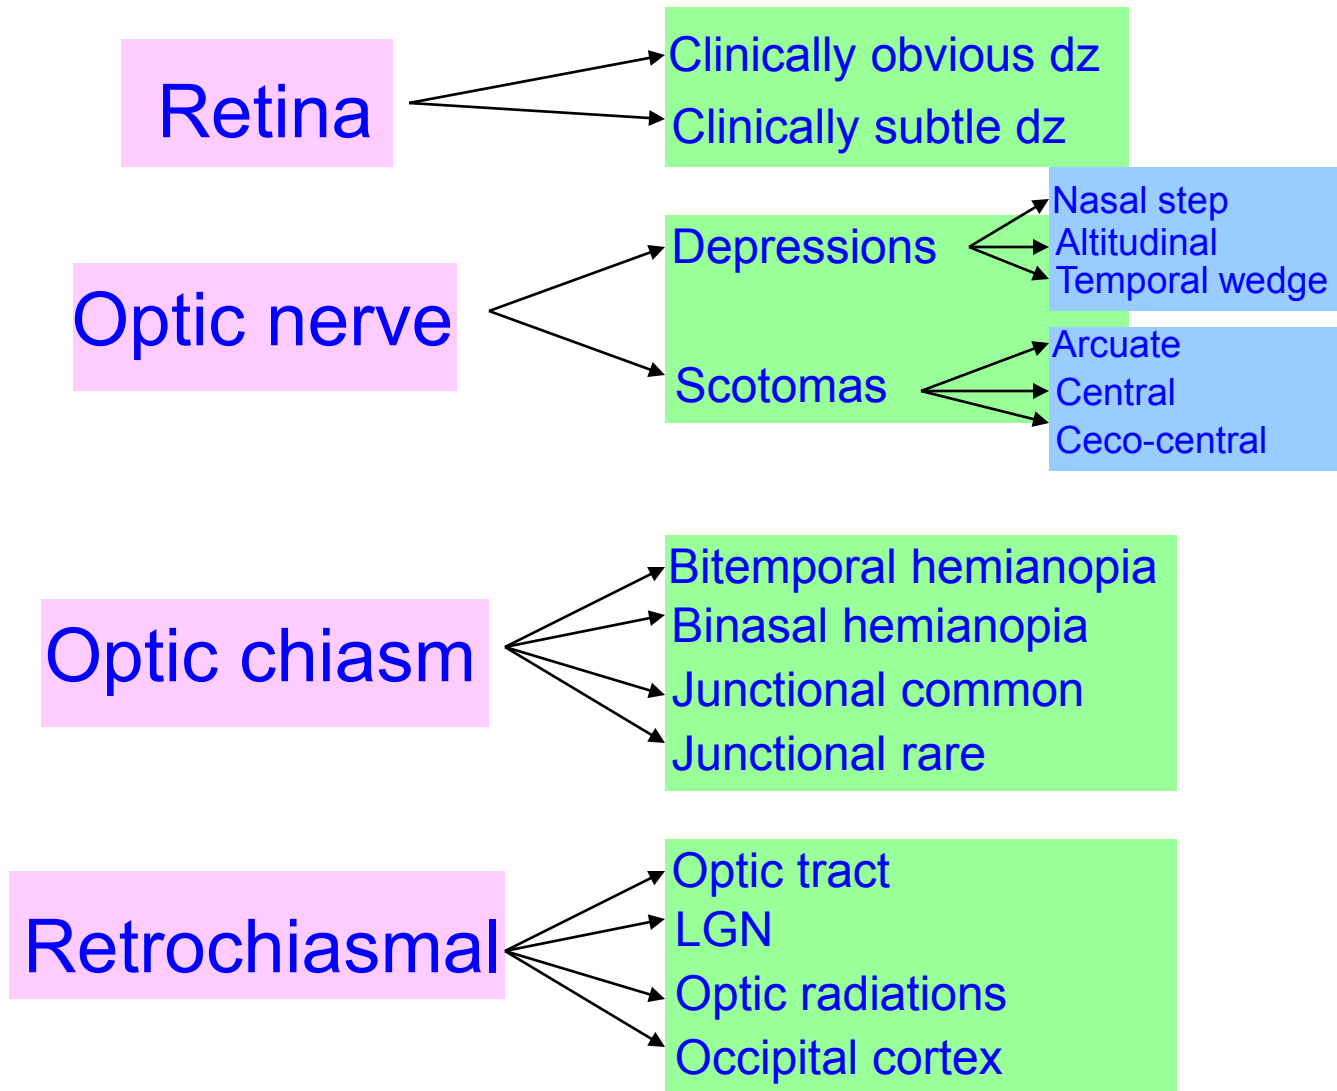 Retina
Clinically obvious dz
Clinically subtle dz
Optic nerve
Depressions
Nasal step
Altitudinal
Temporal wedge
Scotomas
Arcuate
Central
Ceco-central
Optic chiasm
Bitemporal hemianopia
Binasal hemianopia
Junctional common
Junctional rare
Retrochiasmal
Optic tract
LGN
Optic radiations
Occipital cortex